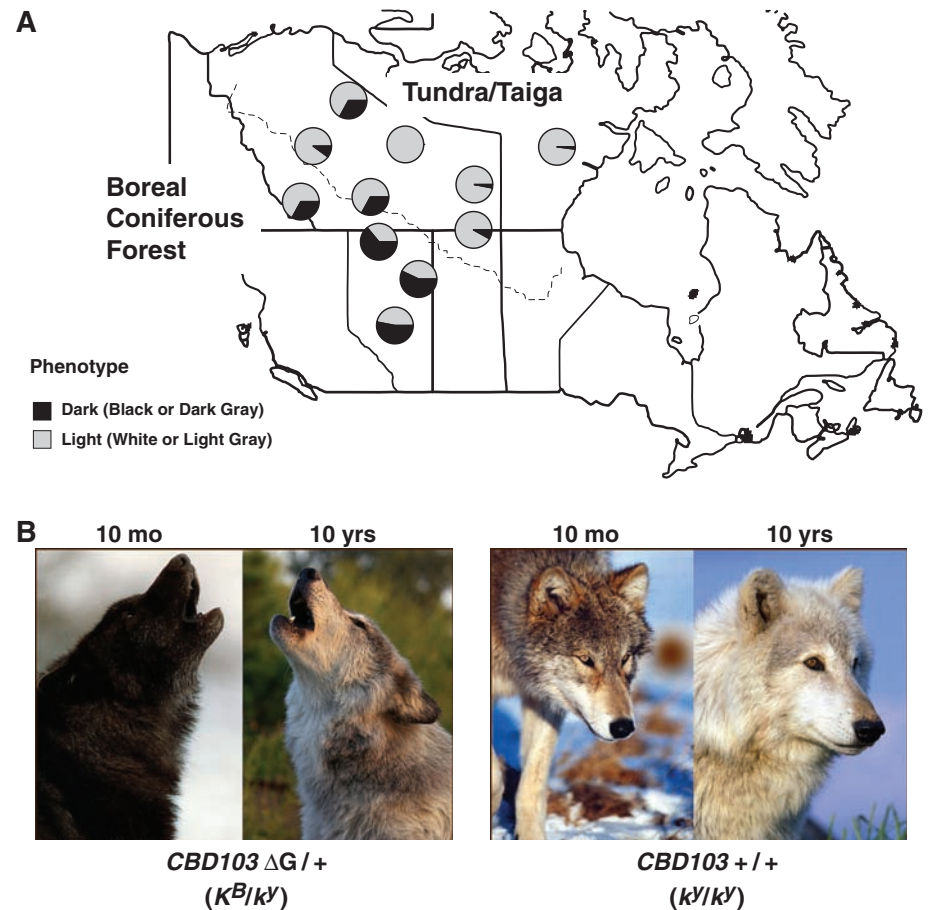 A
Tundra/Taiga
Boreal
Coniferous
Forest
Phenotype
Dark (Black or Dark Gray)
Light (White or Light Gray)
B
10 mo
10 yrs
10 mo
10 yrs
CBD103 ΔG / +
(K^B/k^y)
CBD103 + / +
(k^y/k^y)